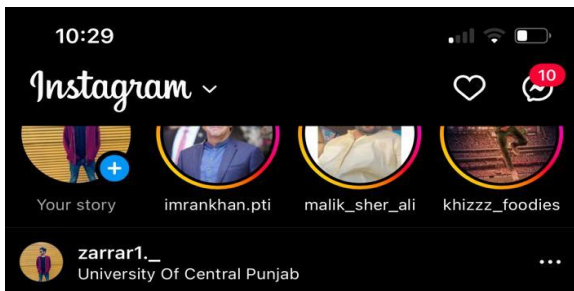 10:29
Instagram
10
Your story imrankhan.pti malik_sher_ali khizzz_foodies
zarrar1._
University Of Central Punjab